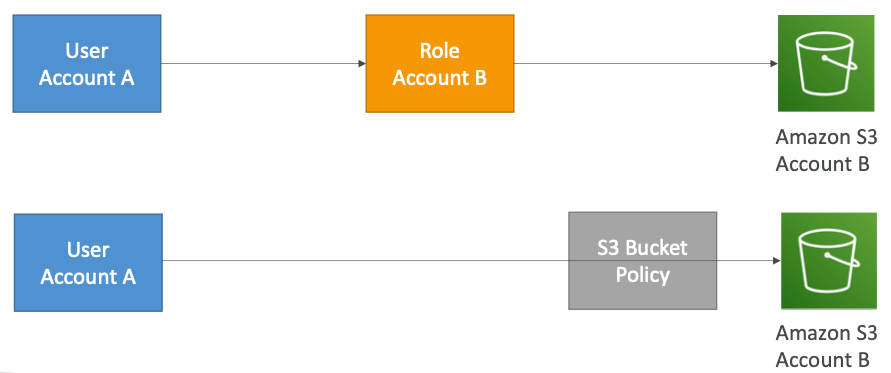 User
Account A
Role
Account B
Amazon S3
Account B
User
Account A
S3 Bucket
Policy
Amazon S3
Account B